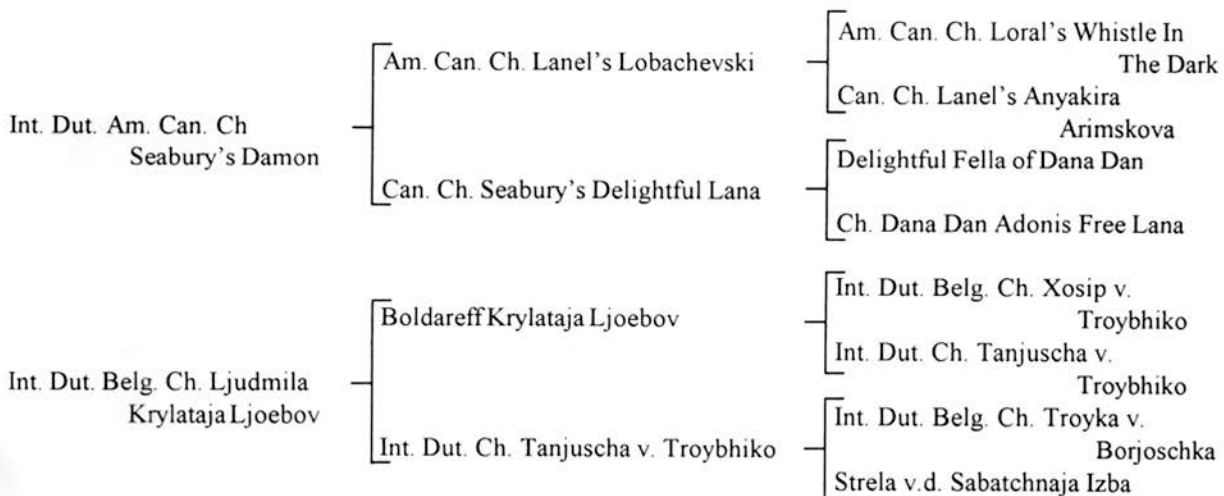 Int. Dut. Am. Can. Ch
Seabury's Damon
Am. Can. Ch. Lanel's Lobachevski
Am. Can. Ch. Loral's Whistle In
The Dark
Can. Ch. Lanel's Anyakira
Arimskova
Can. Ch. Seabury's Delightful Lana
Delightful Fella of Dana Dan
Ch. Dana Dan Adonis Free Lana
Int. Dut. Belg. Ch. Ljudmila
Krylataja Ljoebov
Boldareff Krylataja Ljoebov
Int. Dut. Belg. Ch. Xosip v.
Troybhiko
Int. Dut. Ch. Tanjuscha v.
Troybhiko
Int. Dut. Ch. Tanjuscha v. Troybhiko
Int. Dut. Belg. Ch. Troyka v.
Borjoschka
Strela v.d. Sabatchnaja Izba